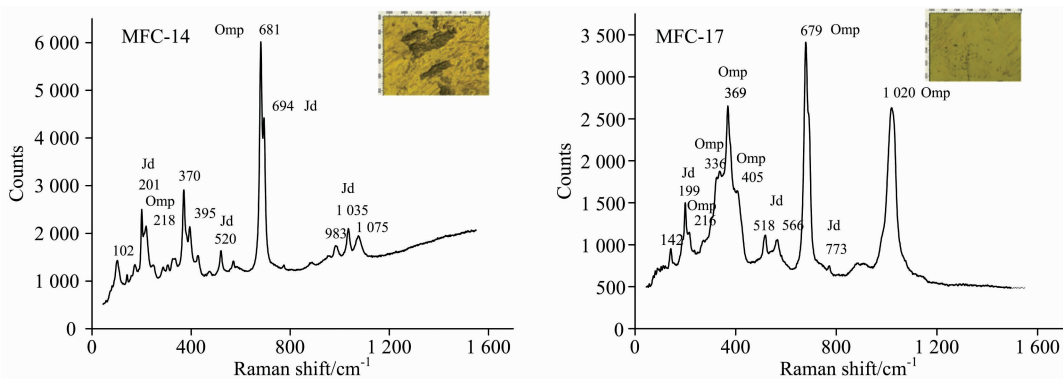 MFC-14
Omp
681
694 Jd
Jd
201
Omp
218
370
395
Jd
520
102
Jd
1 035
983
1 075
6 000
5 000
4 000
3 000
2 000
1 000
0
Counts
0
400
800
1 200
1 600
Raman shift/cm-1
MFC-17
679 Omp
Omp
369
1 020 Omp
Omp
336
Omp
405
Jd
199
Omp
216
142
Jd
518
566
Jd
773
3 500
3 000
2 500
2 000
1 500
1 000
500
0
Counts
0
400
800
1 200
1 600
Raman shift/cm-1